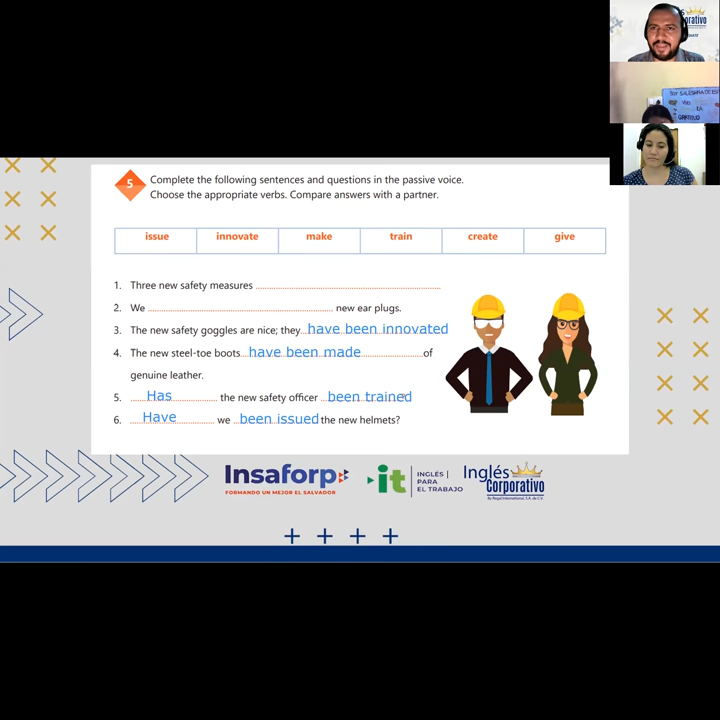 5 Complete the following sentences and questions in the passive voice.
Choose the appropriate verbs. Compare answers with a partner.
issue innovate make train create give
1. Three new safety measures
2. We new ear plugs.
3. The new safety goggles are nice; they have been innovated
4. The new steel-toe boots have been made of
genuine leather.
5. Has the new safety officer been trained
6. Have we been issued the new helmets?
Insaforp
FORMANDO UN MEJOR EL SALVADOR
it
INGLÉS |
PARA
EL TRABAJO
Inglés
Corporativo